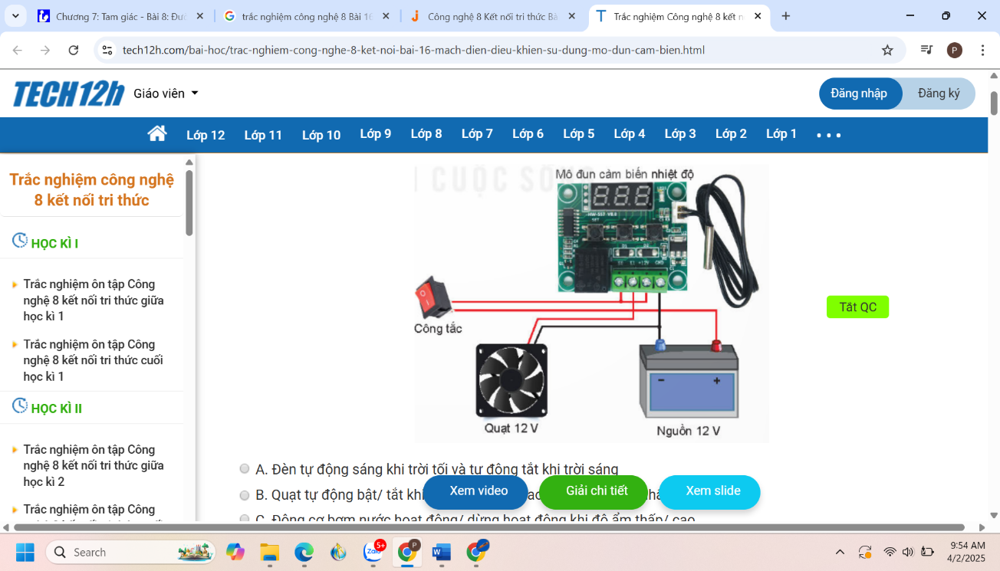 Chương 7: Tam giác - Bài 8: Đườ
trắc nghiệm công nghệ 8 Bài 16
Công nghệ 8 Kết nối tri thức Bà
Trắc nghiệm Công nghệ 8 kết n
tech12h.com/bai-hoc/trac-nghiem-cong-nghe-8-ket-noi-bai-16-mach-dien-dieu-khien-su-dung-mo-dun-cam-bien.html
P
TECH12h
Giáo viên
Đăng nhập
Đăng ký
Lớp 12
Lớp 11
Lớp 10
Lớp 9
Lớp 8
Lớp 7
Lớp 6
Lớp 5
Lớp 4
Lớp 3
Lớp 2
Lớp 1
Trắc nghiệm công nghệ
8 kết nối tri thức
HỌC KÌ I
Trắc nghiệm ôn tập Công
nghệ 8 kết nối tri thức giữa
học kì 1
Trắc nghiệm ôn tập Công
nghệ 8 kết nối tri thức cuối
học kì 1
HỌC KÌ II
Trắc nghiệm ôn tập Công
nghệ 8 kết nối tri thức giữa
học kì 2
Trắc nghiệm ôn tập Công
CUỘC SỐNG
Mô đun cảm biến nhiệt độ
SET
+
-
+12V
GND
Công tắc
Quạt 12 V
Nguồn 12 V
Tắt QC
A. Đèn tự động sáng khi trời tối và tự động tắt khi trời sáng
B. Quạt tự động bật/ tắt khi
C. Động cơ bơm nước hoạt động/ dừng hoạt động khi độ ẩm thấp/ cao
Xem video
Giải chi tiết
Xem slide
Search
Zalo
5+
P
9:54 AM
4/2/2025